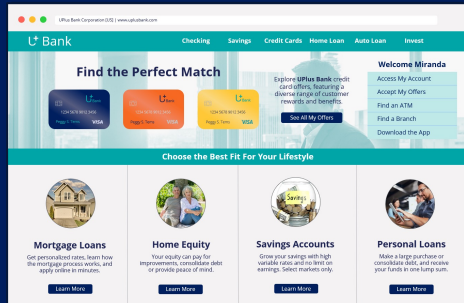 UPlus Bank Corporation [US] | www.uplusbank.com
U+ Bank
Checking Savings Credit Cards Home Loan Auto Loan Invest
Find the Perfect Match
U+ Bank
1234 5678 9012 3456
Peggy S. Terra VISA
U+ Bank
1234 5678 9012 3456
Peggy S. Terra VISA
U+ Bank
1234 5678 9012 3456
Peggy S. Terra VISA
Explore UPlus Bank credit
card offers, featuring a
diverse range of customer
rewards and benefits.
See All My Offers
Welcome Miranda
Access My Account
Accept My Offers
Find an ATM
Find a Branch
Download the App
Choose the Best Fit For Your Lifestyle
Mortgage Loans
Get personalized rates, learn how
the mortgage process works, and
apply online in minutes.
Learn More
Home Equity
Your equity can pay for
improvements, consolidate debt
or provide peace of mind.
Learn More
Savings
Savings Accounts
Grow your savings with high
variable rates and no limit on
earnings. Select markets only.
Learn More
Personal Loans
Make a large purchase or
consolidate debt, and receive
your funds in one lump sum.
Learn More